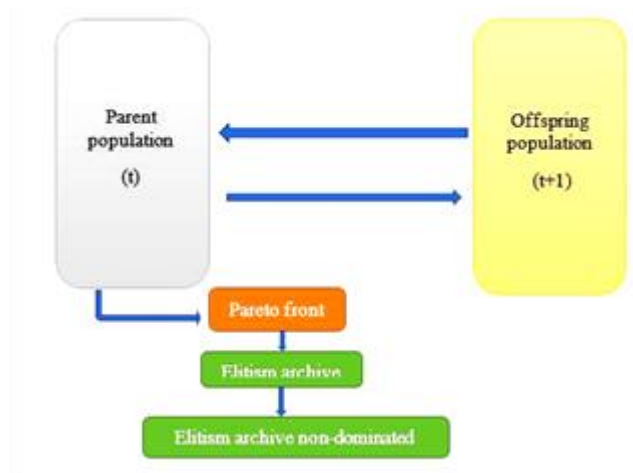 Parent
population
(t)
Offspring
population
(t+1)
Pareto front
Elitism archive
Elitism archive non-dominated